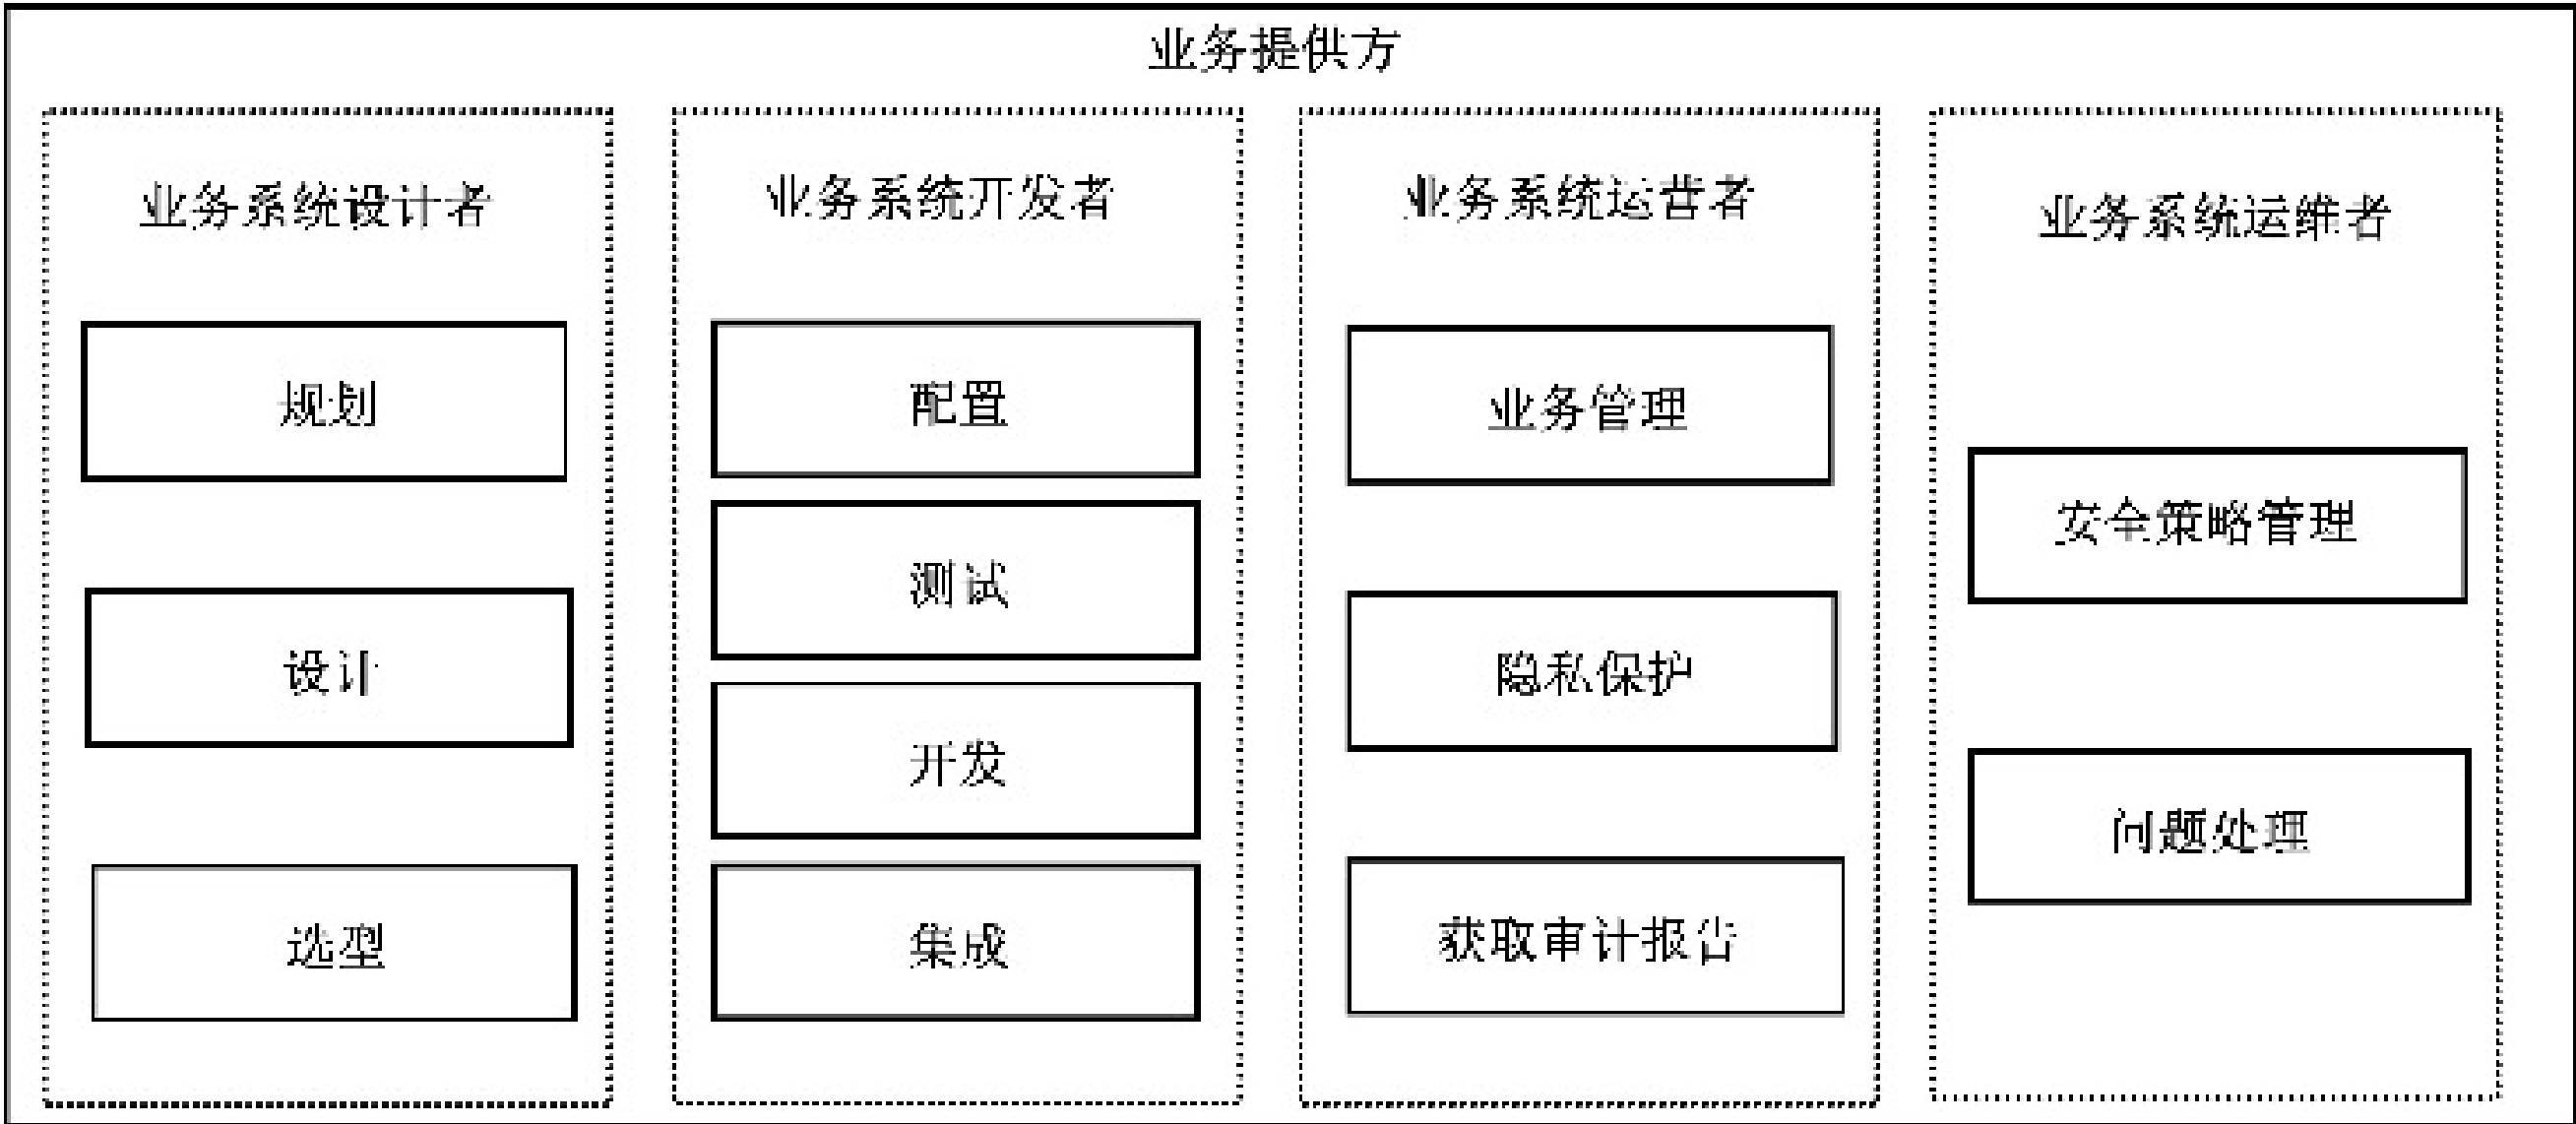 业务提供方
业务系统设计者
规划
设计
选型
业务系统开发者
配置
测试
开发
集成
业务系统运营者
业务管理
隐私保护
获取审计报告
业务系统运维者
安全策略管理
问题处理